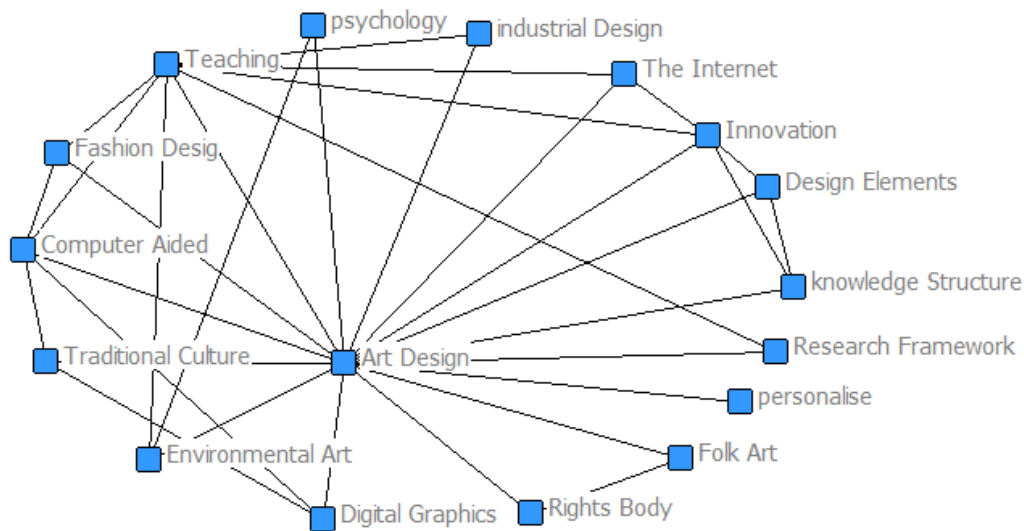 psychology
industrial Design
Teaching
The Internet
Innovation
Fashion Desig
Design Elements
Computer Aided
knowledge Structure
Traditional Culture
Art Design
Research Framework
personalise
Environmental Art
Folk Art
Digital Graphics
Rights Body